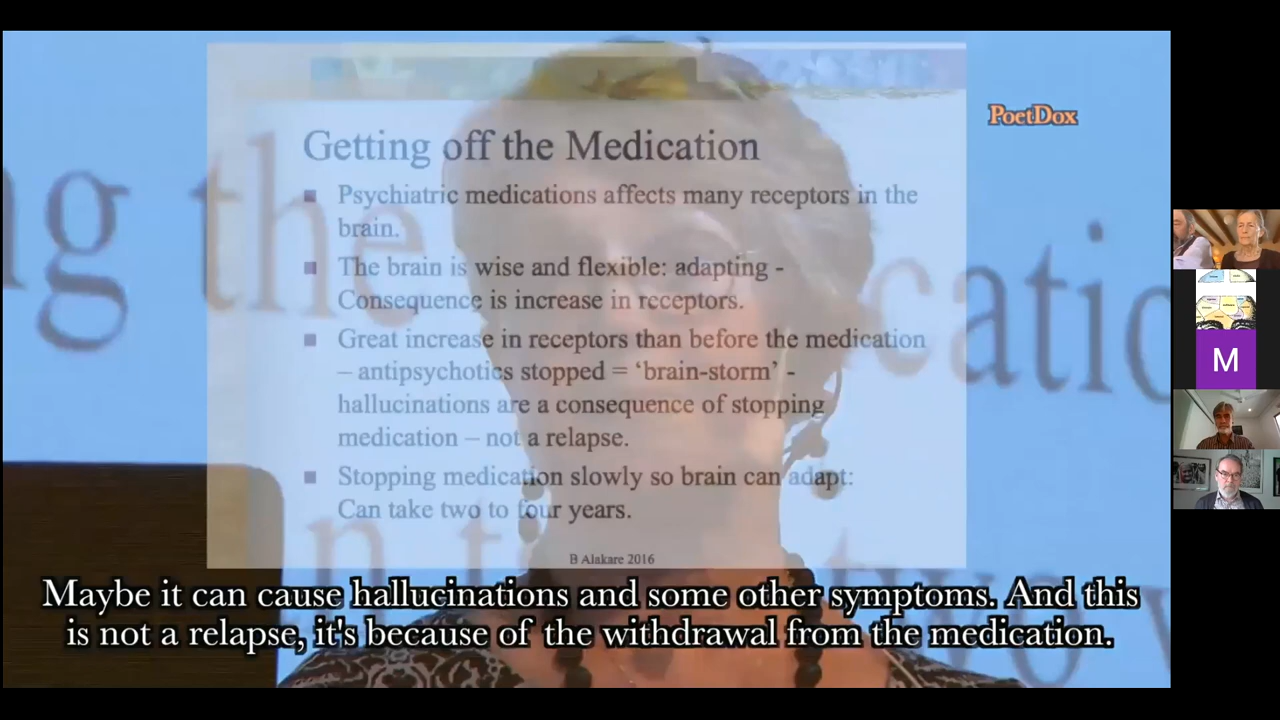 PoetDox
Getting off the Medication
Psychiatric medications affects many receptors in the
brain.
The brain is wise and flexible: adapting -
Consequence is increase in receptors.
Great increase in receptors than before the medication
– antipsychotics stopped = ‘brain-storm’ -
hallucinations are a consequence of stopping
medication – not a relapse.
Stopping medication slowly so brain can adapt:
Can take two to four years.
B Alakare 2016
ng the
catio
n t
wo y
Maybe it can cause hallucinations and some other symptoms. And this
is not a relapse, it's because of the withdrawal from the medication.
M